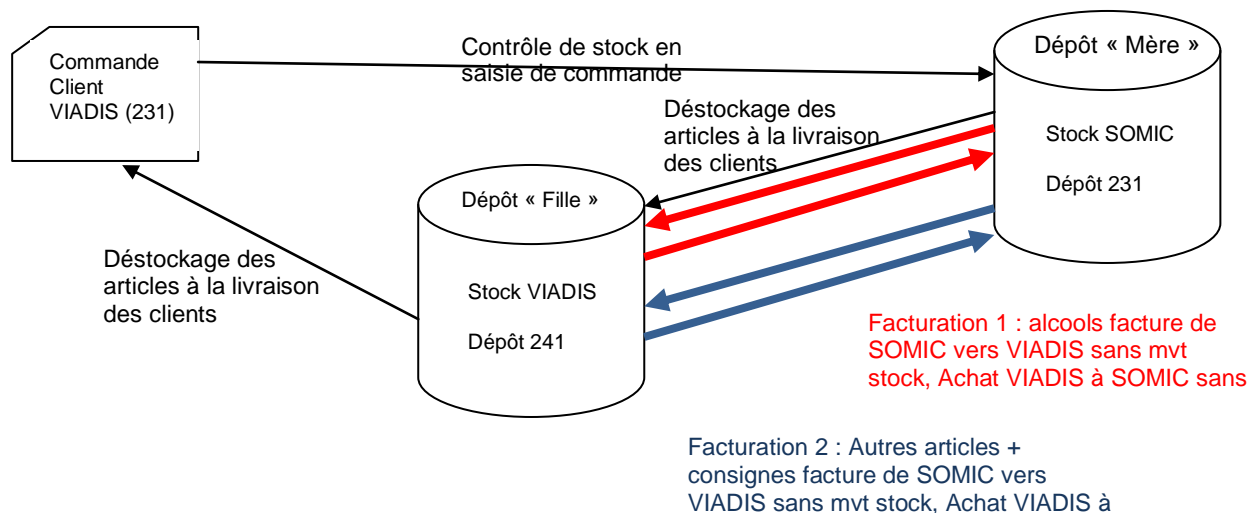 Commande
Client
VIADIS (231)
Contrôle de stock en
saisie de commande
Dépôt « Mère »
Stock SOMIC
Dépôt 231
Déstockage des
articles à la livraison
des clients
Dépôt « Fille »
Stock VIADIS
Dépôt 241
Déstockage des
articles à la livraison
des clients
Facturation 1 : alcools facture de
SOMIC vers VIADIS sans mvt
stock, Achat VIADIS à SOMIC sans
Facturation 2 : Autres articles +
consignes facture de SOMIC vers
VIADIS sans mvt stock, Achat VIADIS à